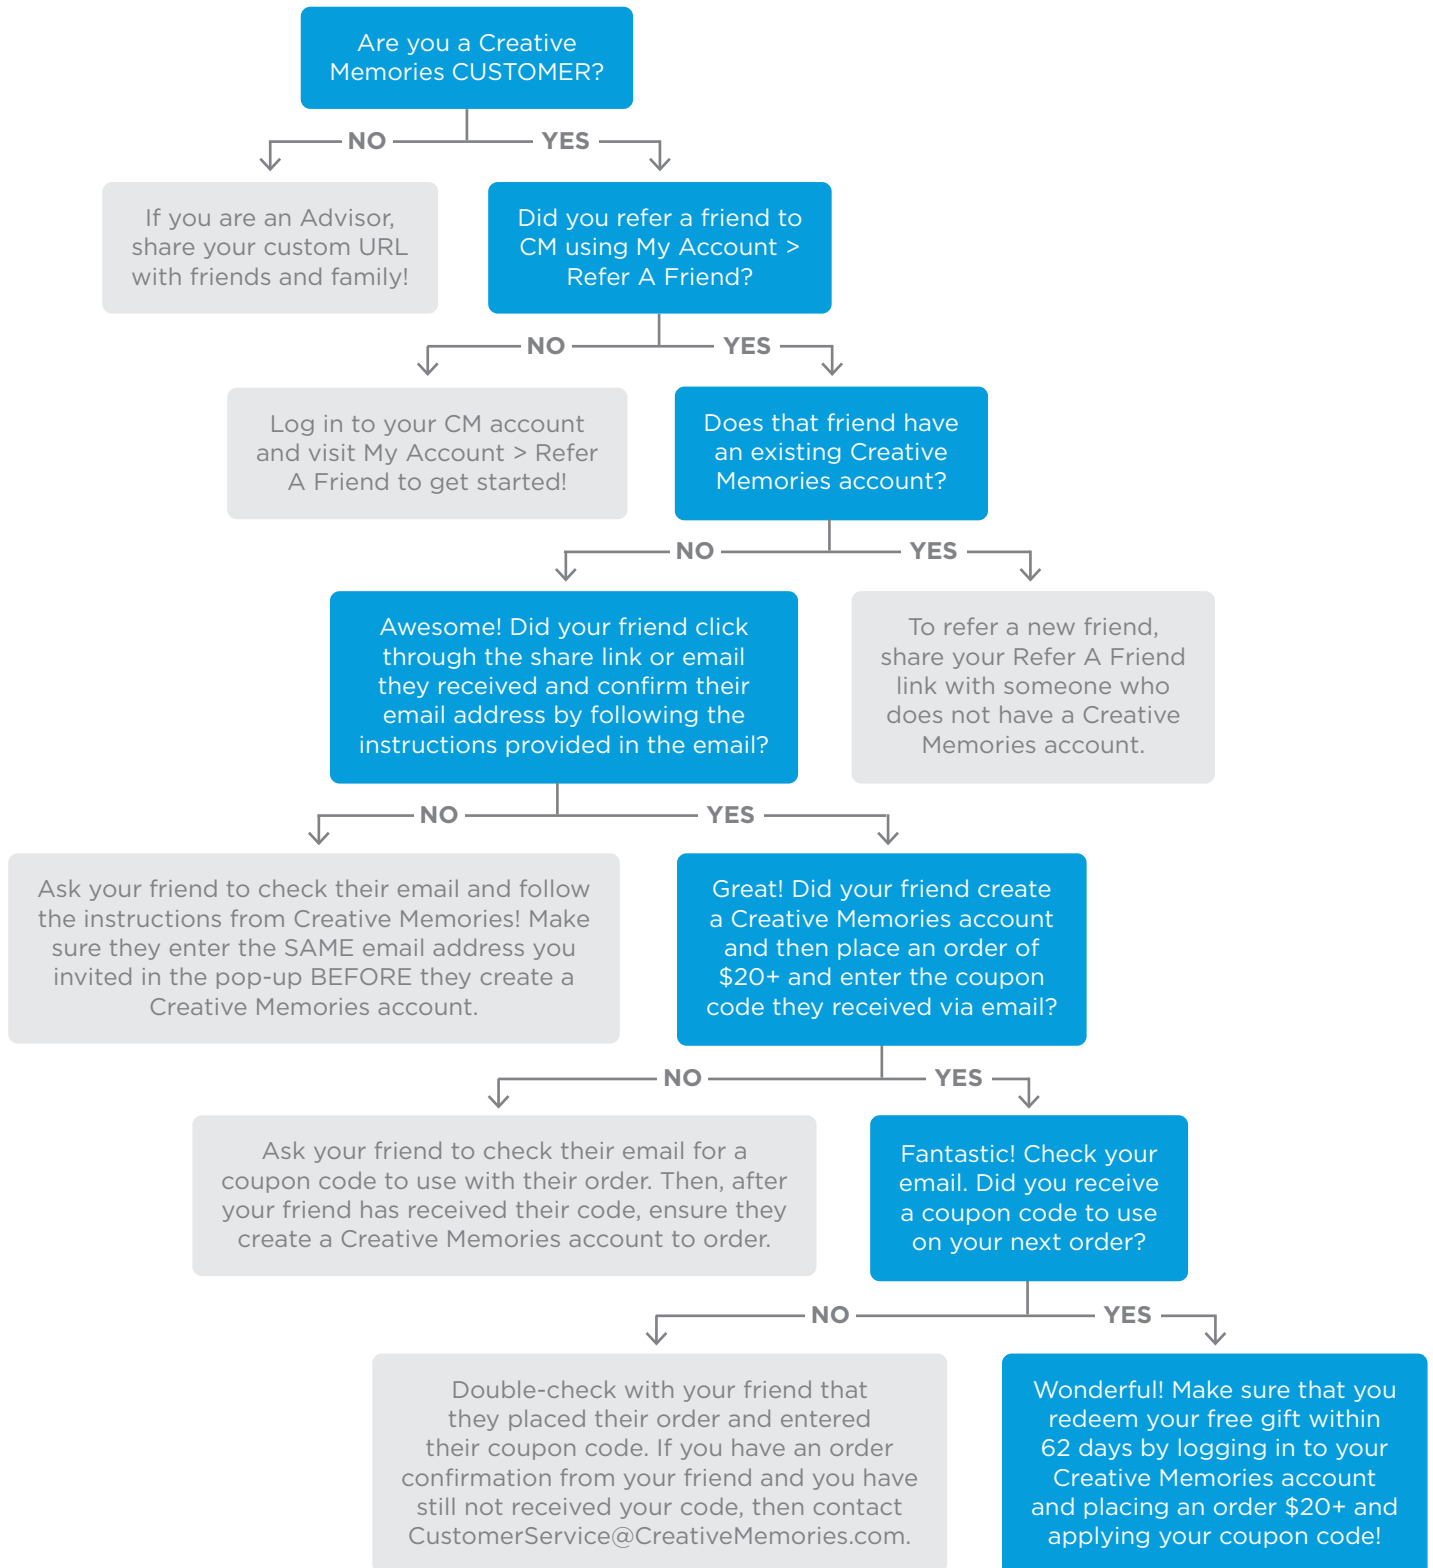 Are you a Creative
Memories CUSTOMER?
NO
YES
If you are an Advisor,
share your custom URL
with friends and family!
Did you refer a friend to
CM using My Account >
Refer A Friend?
NO
YES
Log in to your CM account
and visit My Account > Refer
A Friend to get started!
Does that friend have
an existing Creative
Memories account?
NO
YES
Awesome! Did your friend click
through the share link or email
they received and confirm their
email address by following the
instructions provided in the email?
To refer a new friend,
share your Refer A Friend
link with someone who
does not have a Creative
Memories account.
NO
YES
Ask your friend to check their email and follow
the instructions from Creative Memories! Make
sure they enter the SAME email address you
invited in the pop-up BEFORE they create a
Creative Memories account.
Great! Did your friend create
a Creative Memories account
and then place an order of
$20+ and enter the coupon
code they received via email?
NO
YES
Ask your friend to check their email for a
coupon code to use with their order. Then, after
your friend has received their code, ensure they
create a Creative Memories account to order.
Fantastic! Check your
email. Did you receive
a coupon code to use
on your next order?
NO
YES
Double-check with your friend that
they placed their order and entered
their coupon code. If you have an order
confirmation from your friend and you have
still not received your code, then contact
CustomerService@CreativeMemories.com.
Wonderful! Make sure that you
redeem your free gift within
62 days by logging in to your
Creative Memories account
and placing an order $20+ and
applying your coupon code!